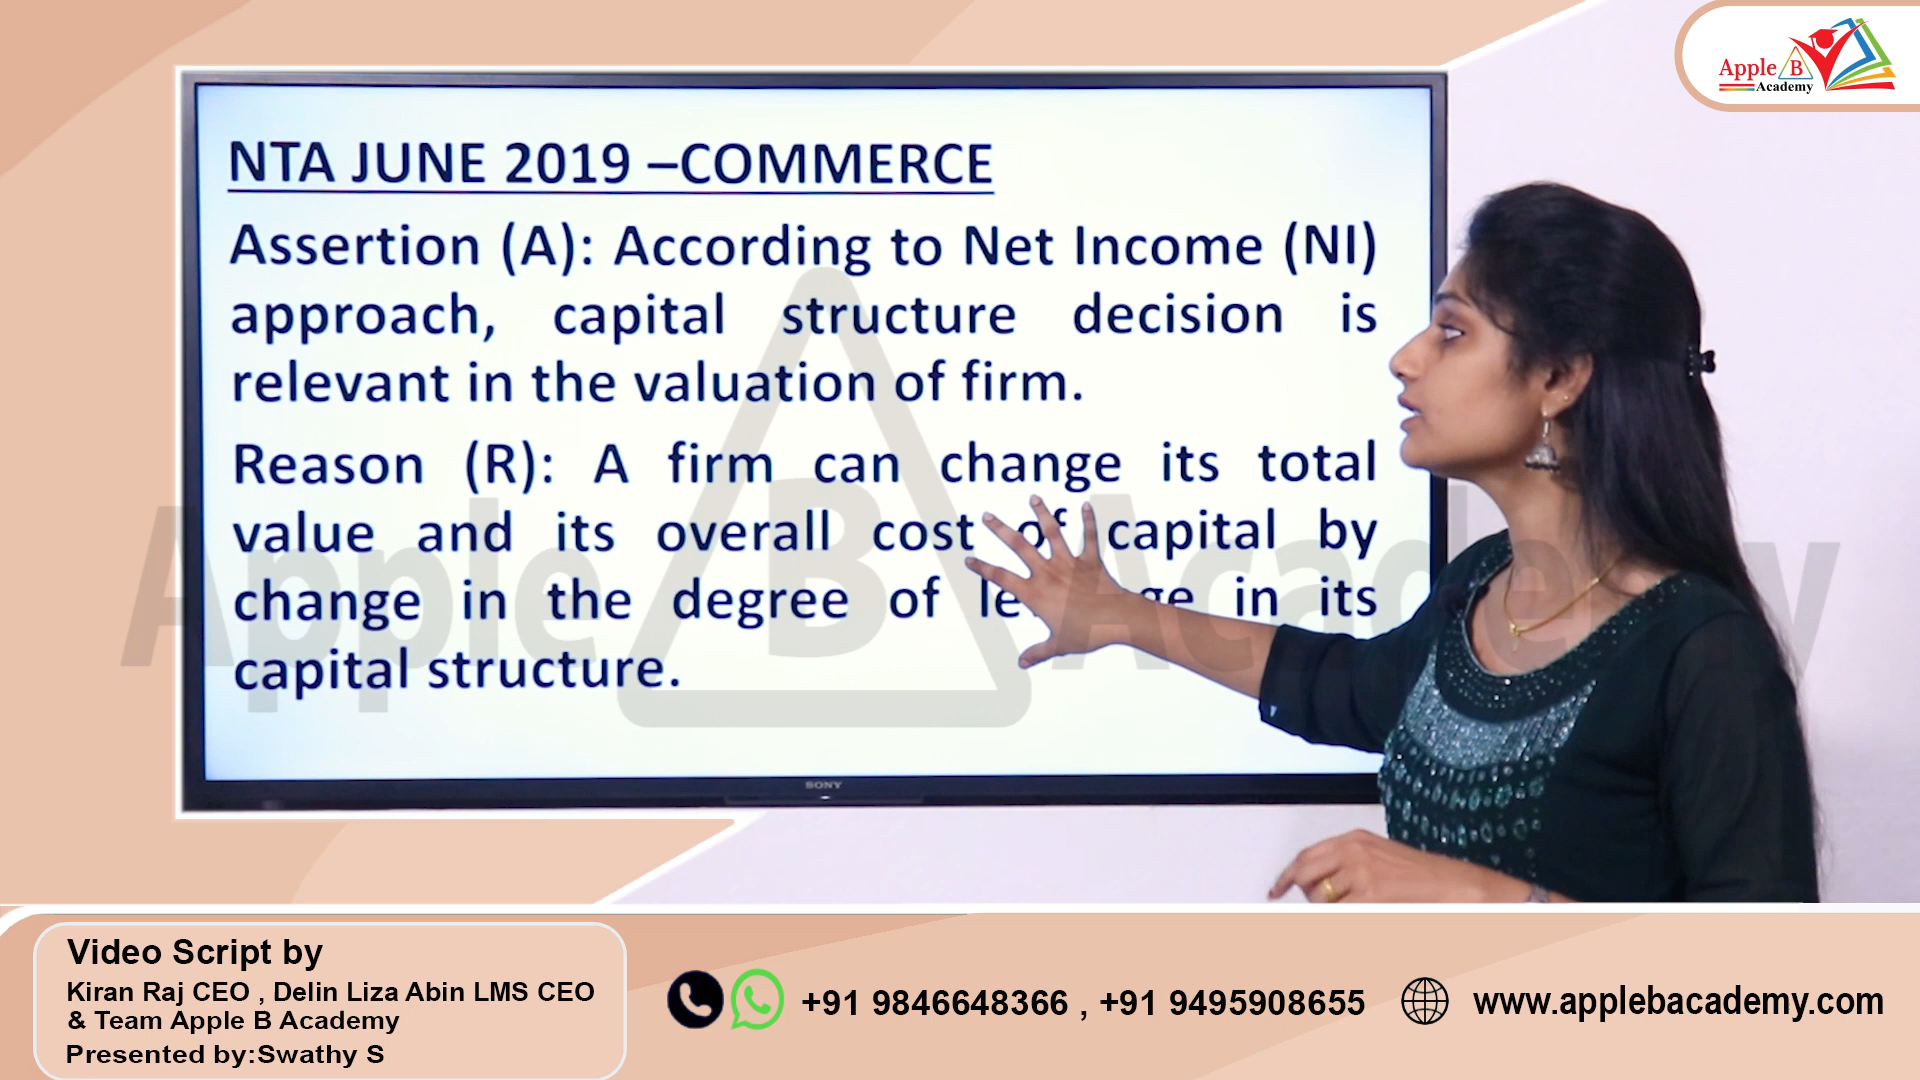 Apple B
Academy
NTA JUNE 2019 –COMMERCE
Assertion (A): According to Net Income (NI)
approach, capital structure decision is
relevant in the valuation of firm.
Reason (R): A firm can change its total
value and its overall cost of capital by
change in the degree of in its
capital structure.
Apple B Academy
SONY
Video Script by
Kiran Raj CEO , Delin Liza Abin LMS CEO
& Team Apple B Academy
Presented by:Swathy S
+91 9846648366 , +91 9495908655
www.applebacademy.com